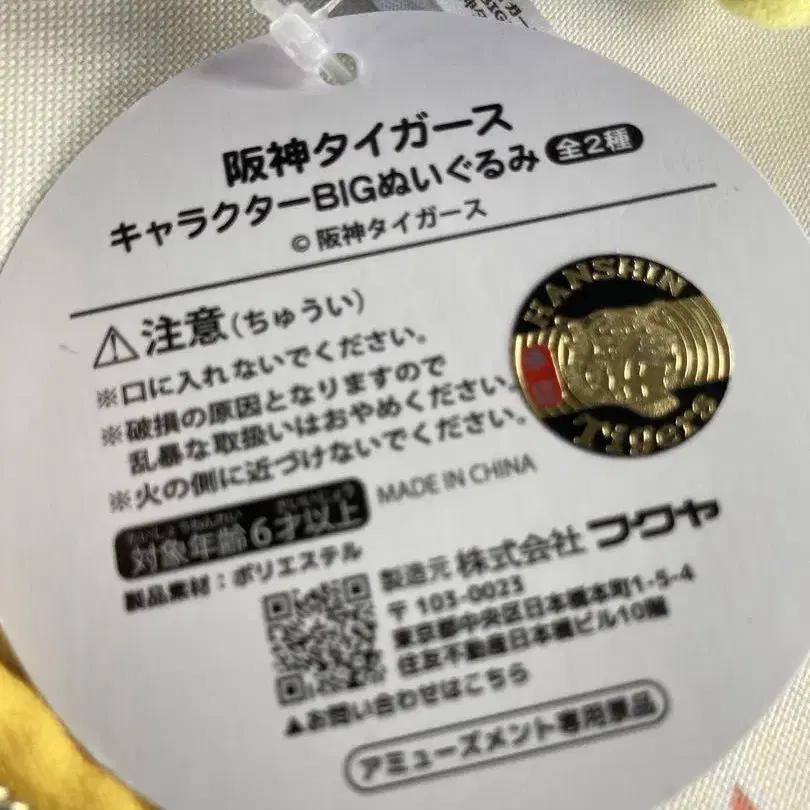 阪神タイガース
キャラクターBIGぬいぐるみ 全2種
© 阪神タイガース
⚠注意(ちゅうい)
※口に入れないでください。
※破損の原因となりますので
乱暴な取扱いはおやめください。
※火の側に近づけないでください。
HANSHIN
Tigers
MADE IN CHINA
対象年齢6才以上
製品素材:ポリエステル
製造元 株式会社 フクヤ
〒103-0023
東京都中央区日本橋本町1-5-4
住友不動産日本橋ビル10階
▲お問い合わせはこちら
アミューズメント専用景品